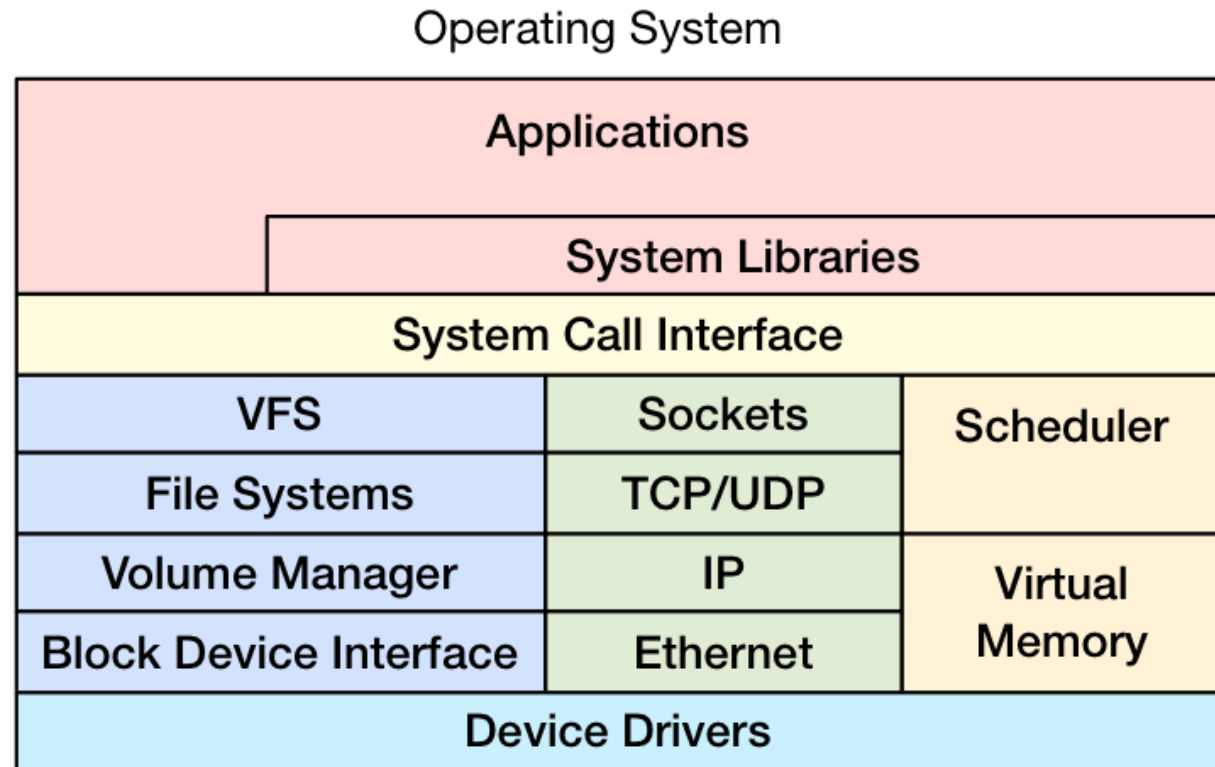 Operating System
Applications
System Libraries
System Call Interface
VFS
Sockets
Scheduler
File Systems
TCP/UDP
Volume Manager
IP
Virtual
Memory
Block Device Interface
Ethernet
Device Drivers